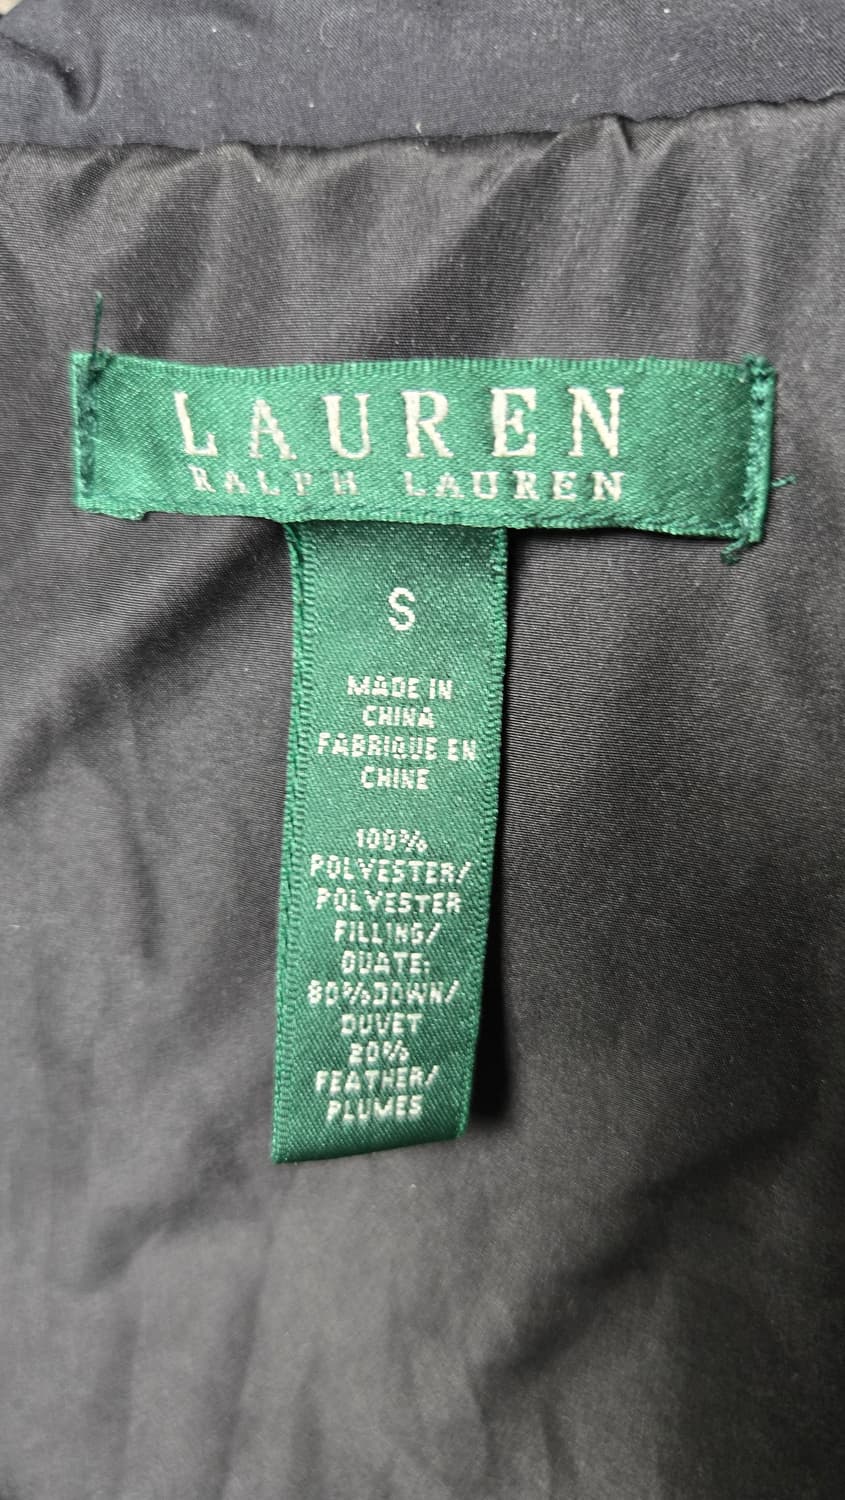 LAUREN
RALPH LAUREN
S
MADE IN
CHINA
FABRIQUE EN
CHINE
100%
POLYESTER/
POLYESTER
FILLING/
OUATE:
80%DOWN/
DUVET
20%
FEATHER/
PLUMES